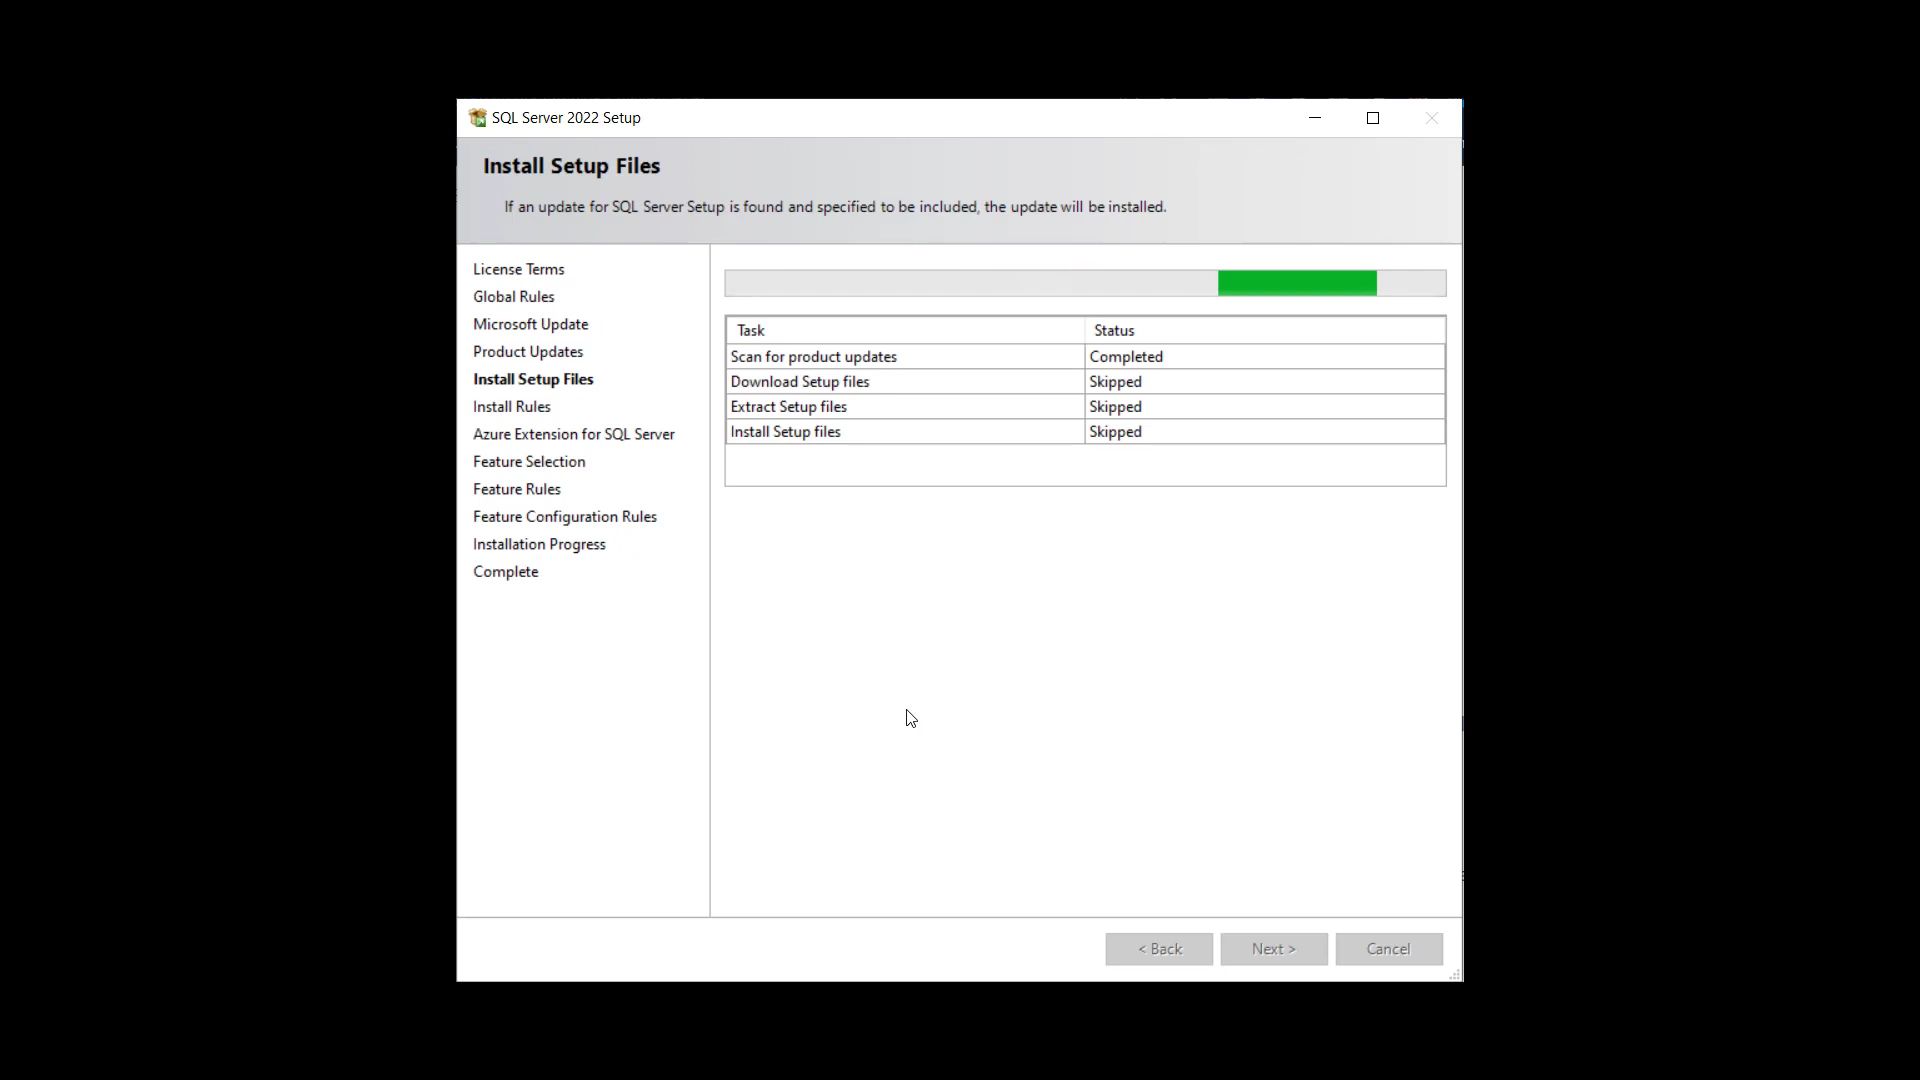 SQL Server 2022 Setup
Install Setup Files
If an update for SQL Server Setup is found and specified to be included, the update will be installed.
License Terms
Global Rules
Microsoft Update
Product Updates
Install Setup Files
Install Rules
Azure Extension for SQL Server
Feature Selection
Feature Rules
Feature Configuration Rules
Installation Progress
Complete
Task Status
Scan for product updates Completed
Download Setup files Skipped
Extract Setup files Skipped
Install Setup files Skipped
< Back Next > Cancel